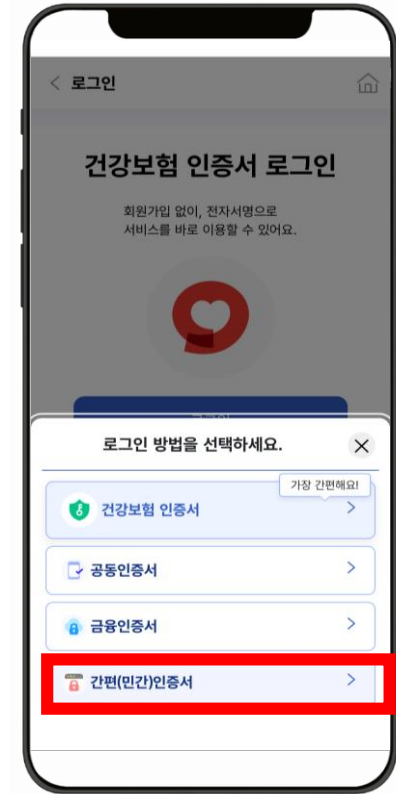 로그인
건강보험 인증서 로그인
회원가입 없이, 전자서명으로
서비스를 바로 이용할 수 있어요.
로그인 방법을 선택하세요.
가장 간편해요!
건강보험 인증서
공동인증서
금융인증서
간편(민간)인증서